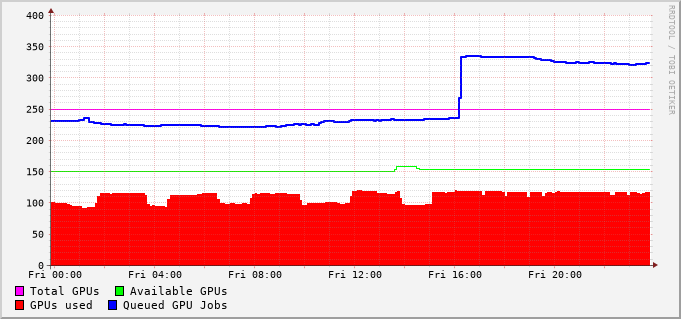 400
350
300
250
200
150
100
50
0
Fri 00:00 Fri 04:00 Fri 08:00 Fri 12:00 Fri 16:00 Fri 20:00
Total GPUs Available GPUs
GPUs used Queued GPU Jobs
RRDTOOL / TOBI OETIKER